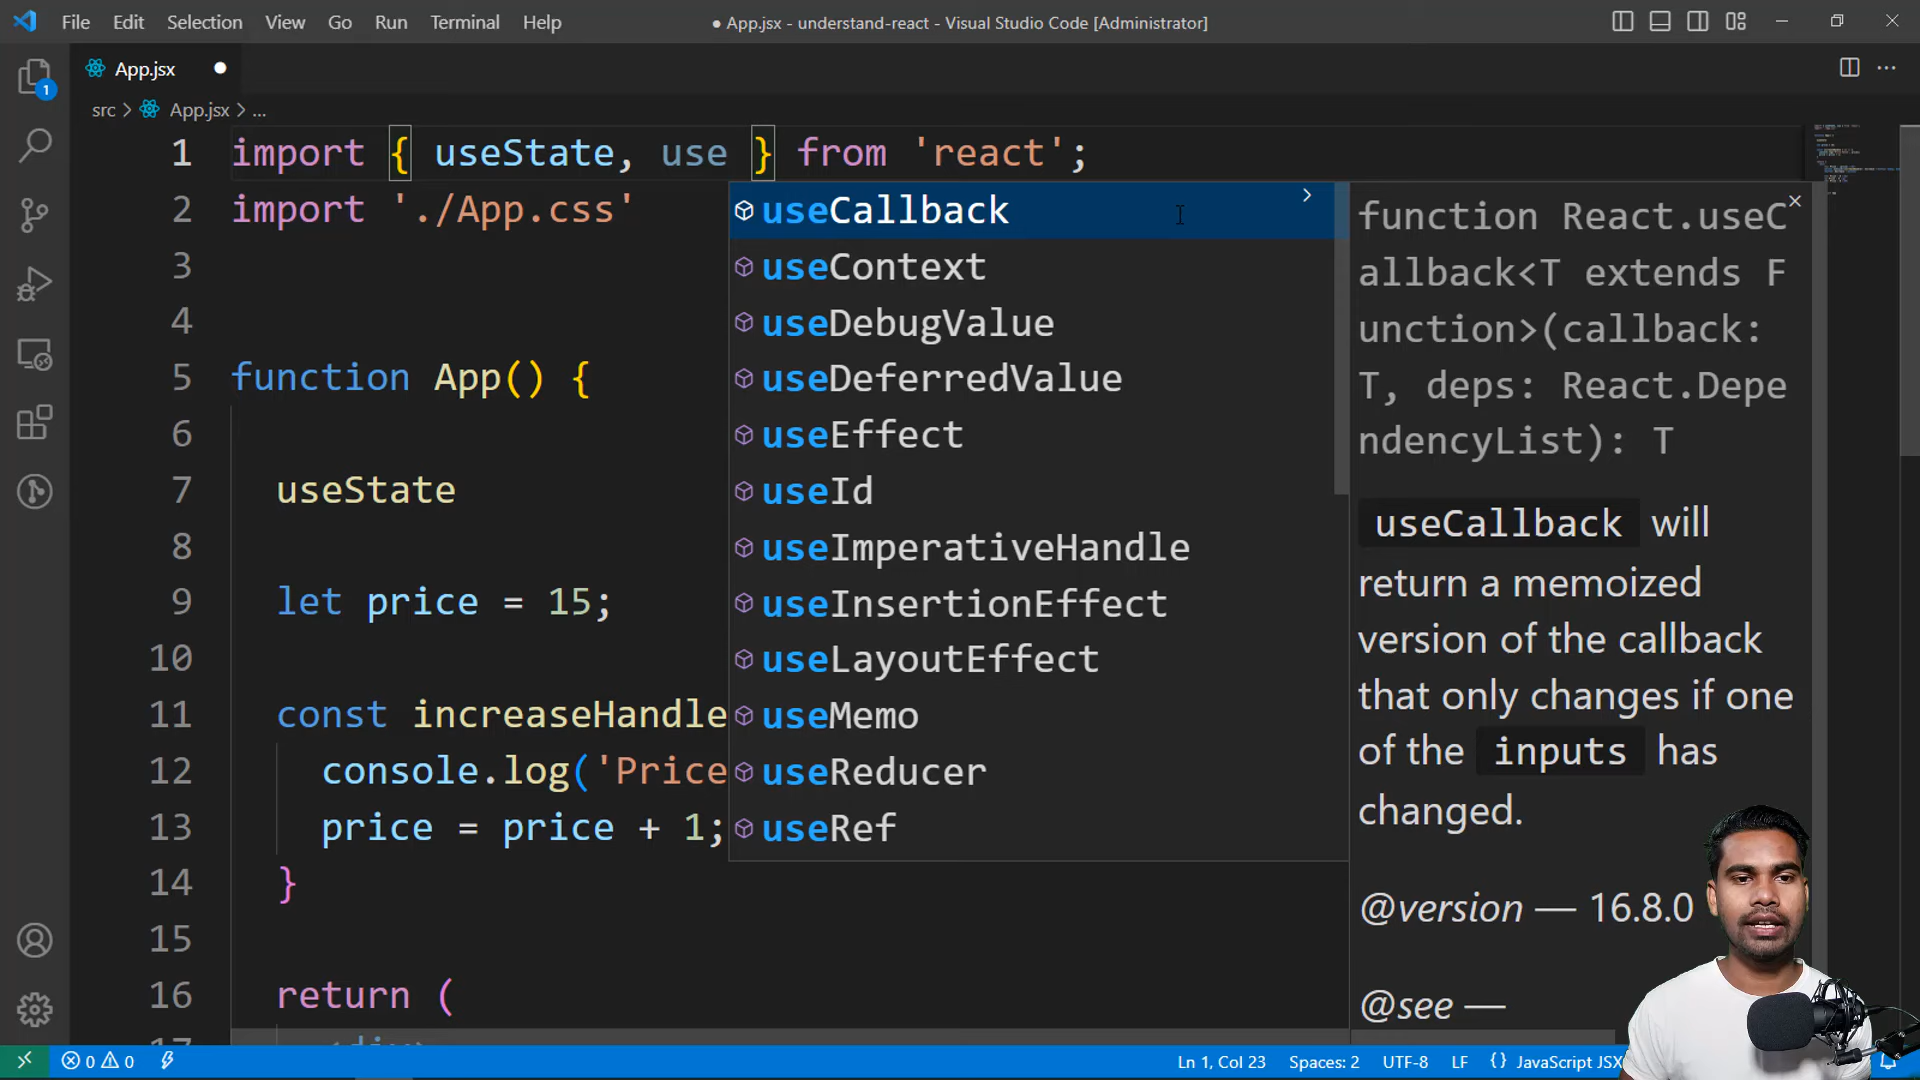 File Edit Selection View Go Run Terminal Help
● App.jsx - understand-react - Visual Studio Code [Administrator]
App.jsx
1
src > App.jsx > ...
1 import { useState, use } from 'react';
2 import './App.css'
3
4
5 function App() {
6
7 useState
8
9 let price = 15;
10
11 const increaseHandle
12 console.log('Price
13 price = price + 1;
14 }
15
16 return (
17 <div>
useCallback
useContext
useDebugValue
useDeferredValue
useEffect
useId
useImperativeHandle
useInsertionEffect
useLayoutEffect
useMemo
useReducer
useRef
function React.useC
allback<T extends F
unction>(callback:
T, deps: React.Depe
ndencyList): T
useCallback will
return a memoized
version of the callback
that only changes if one
of the inputs has
changed.
@version — 16.8.0
@see —
0 0 Ln 1, Col 23 Spaces: 2 UTF-8 LF {} JavaScript JSX